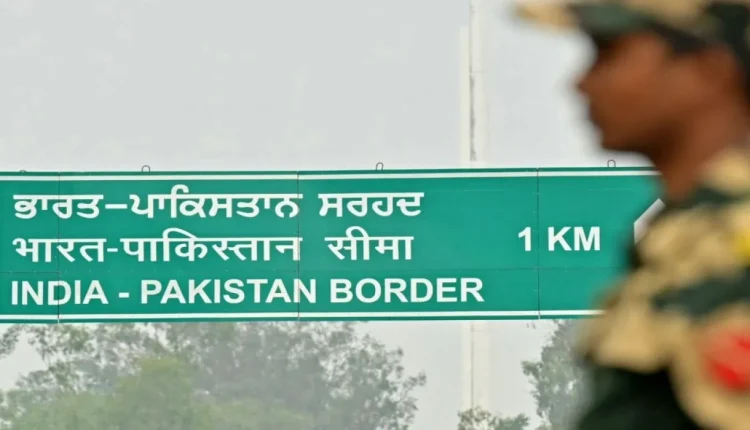 ਭਾਰਤ-ਪਾਕਿਸਤਾਨ ਸਰਹਦ
भारत-पाकिस्तान सीमा 1 KM
INDIA - PAKISTAN BORDER